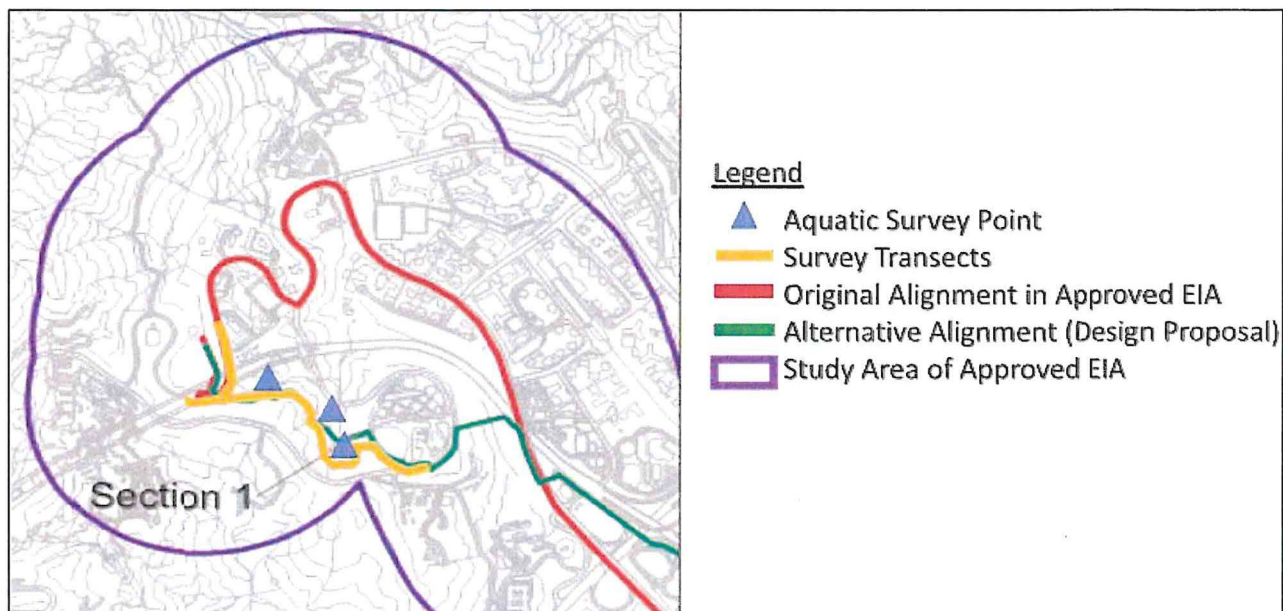 Section 1
Legend
Aquatic Survey Point
Survey Transects
Original Alignment in Approved EIA
Alternative Alignment (Design Proposal)
Study Area of Approved EIA